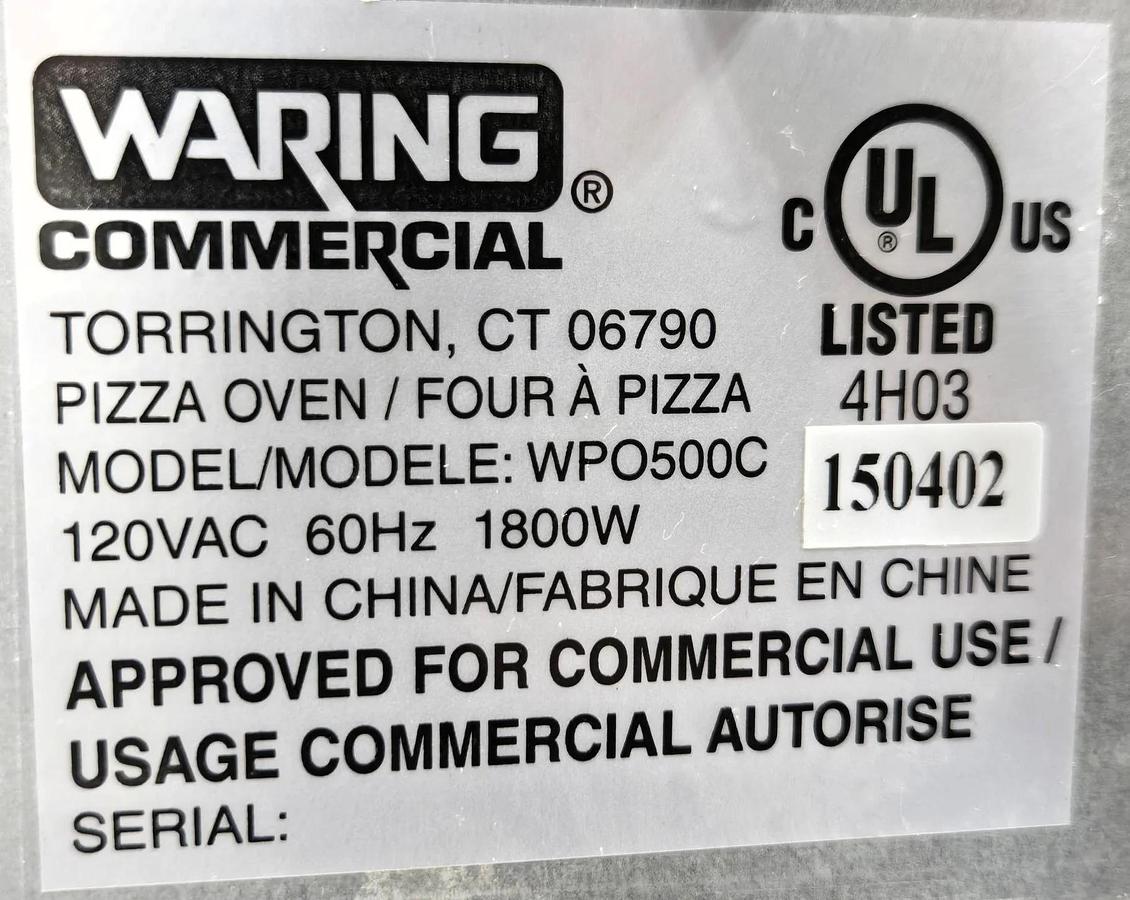 WARING®
COMMERCIAL
C UL® US
LISTED
4H03
150402
TORRINGTON, CT 06790
PIZZA OVEN / FOUR À PIZZA
MODEL/MODELE: WPO500C
120VAC 60Hz 1800W
MADE IN CHINA/FABRIQUE EN CHINE
APPROVED FOR COMMERCIAL USE /
USAGE COMMERCIAL AUTORISE
SERIAL: